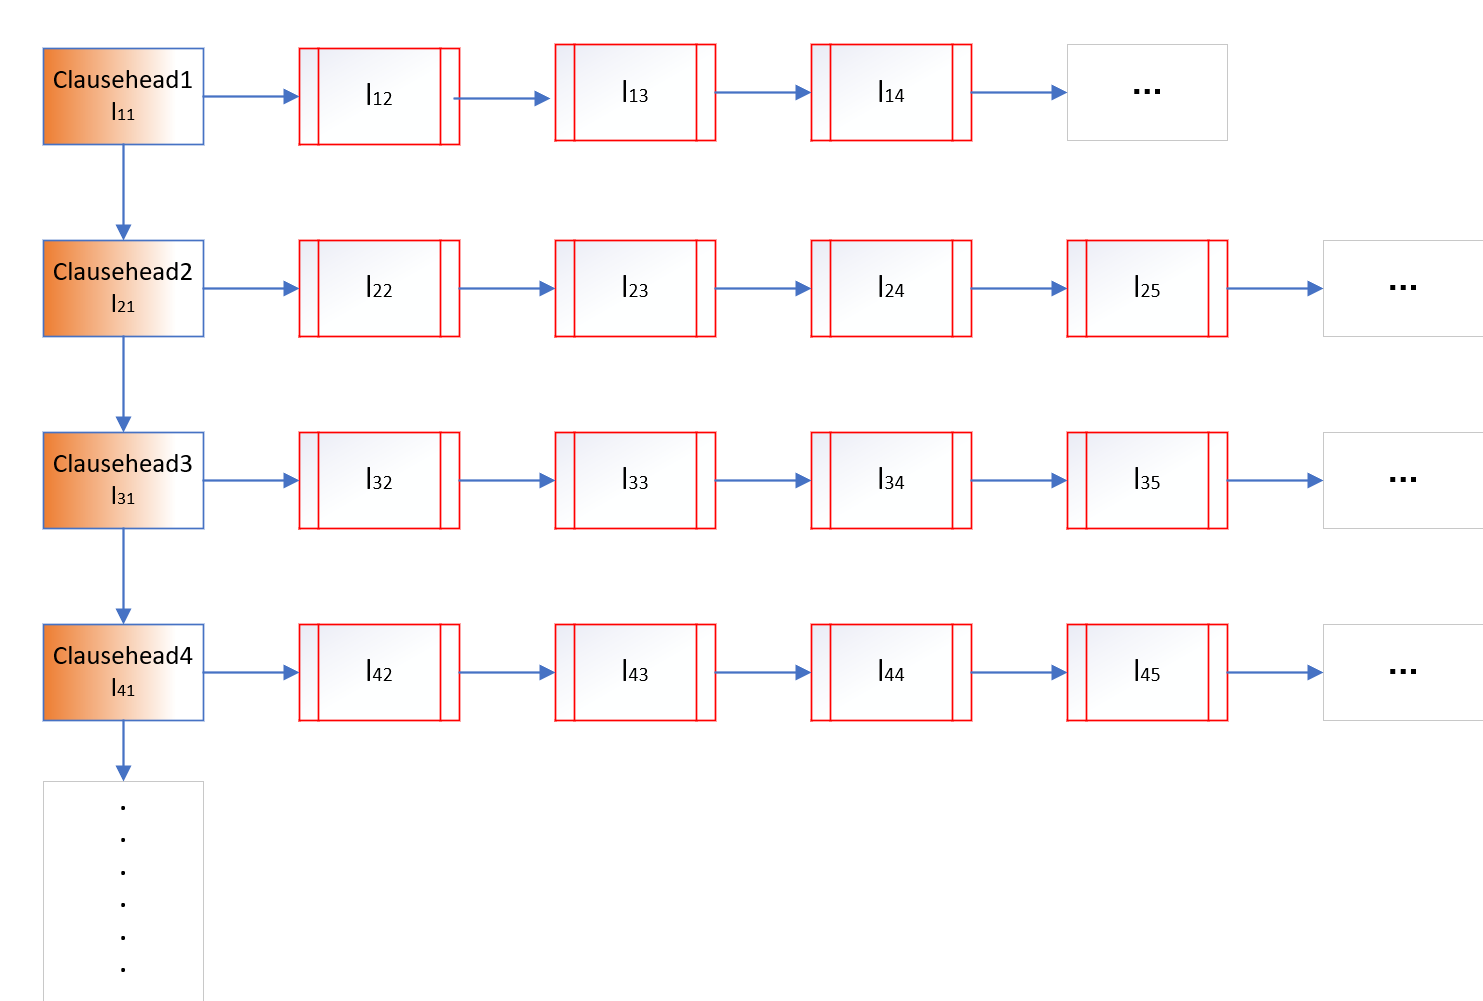 Clausehead1
l₁₁
l₁₂
l₁₃
l₁₄
...
Clausehead2
l₂₁
l₂₂
l₂₃
l₂₄
l₂₅
...
Clausehead3
l₃₁
l₃₂
l₃₃
l₃₄
l₃₅
...
Clausehead4
l₄₁
l₄₂
l₄₃
l₄₄
l₄₅
...
.
.
.
.
.
.